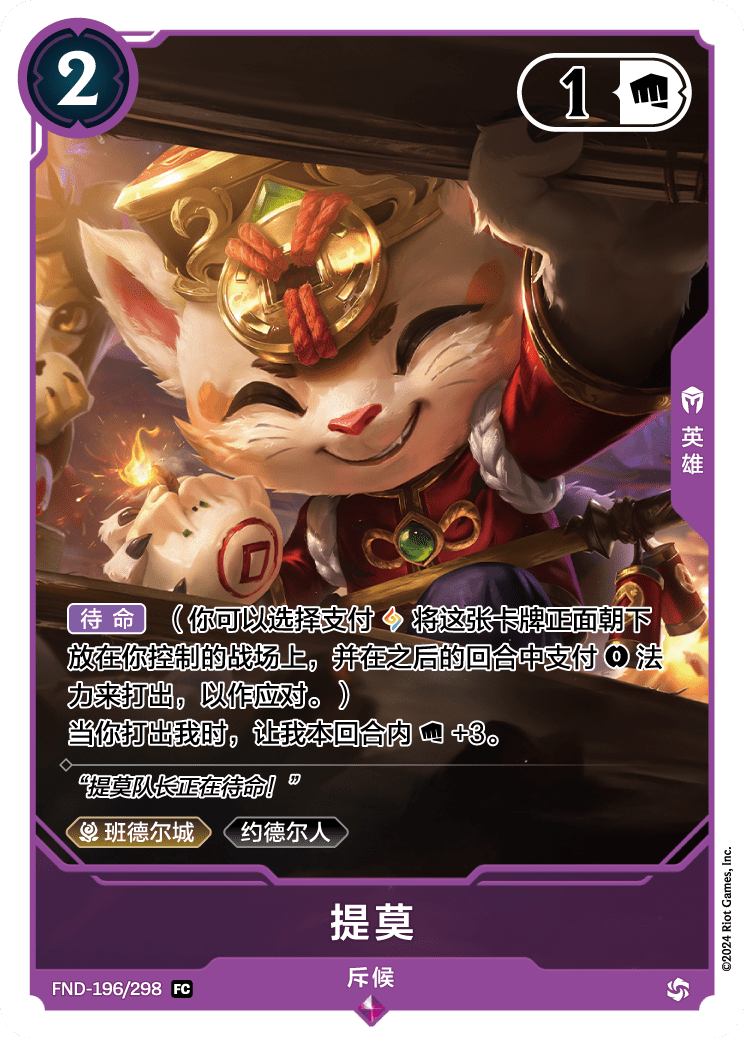 2
1
英雄
待命 (你可以选择支付 将这张卡牌正面朝下
放在你控制的战场上，并在之后的回合中支付 0 法
力来打出，以作应对。)
当你打出我时，让我本回合内 +3。
“提莫队长正在待命！”
班德尔城 约德尔人
提莫
斥候
FND-196/298 FC
©2024 Riot Games, Inc.